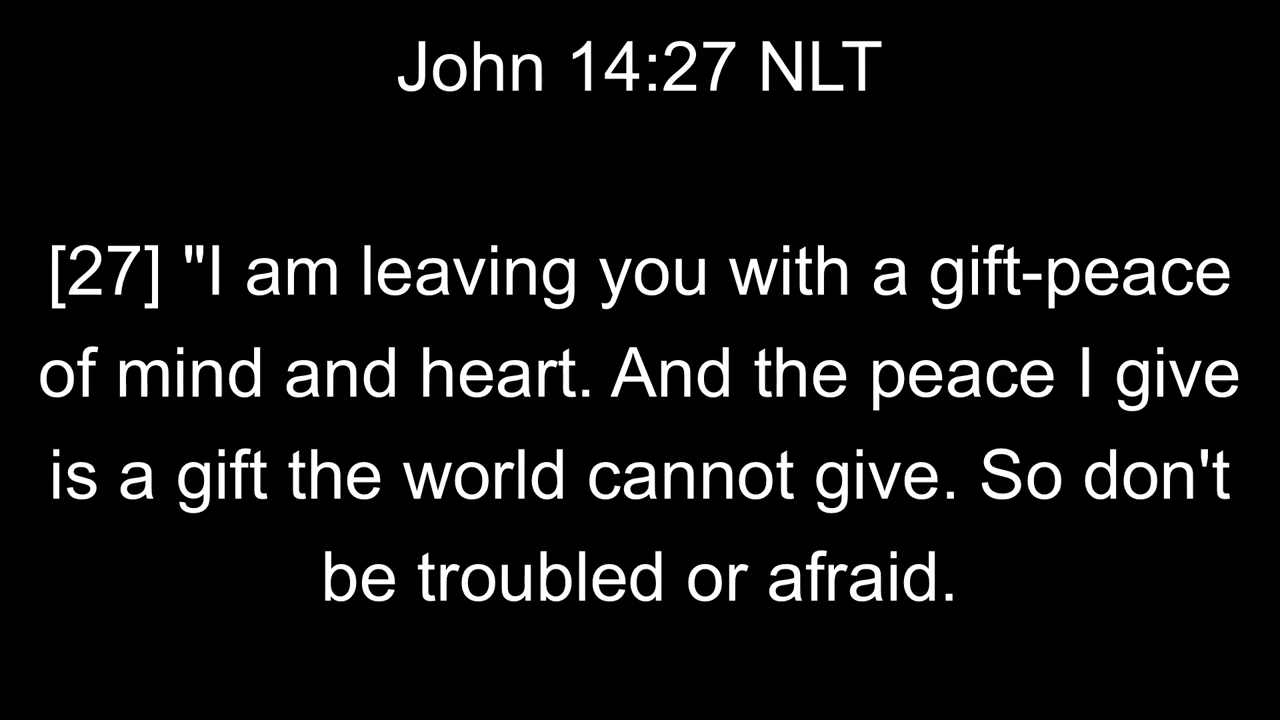 John 14:27 NLT
[27] "I am leaving you with a gift-peace
of mind and heart. And the peace I give
is a gift the world cannot give. So don't
be troubled or afraid.